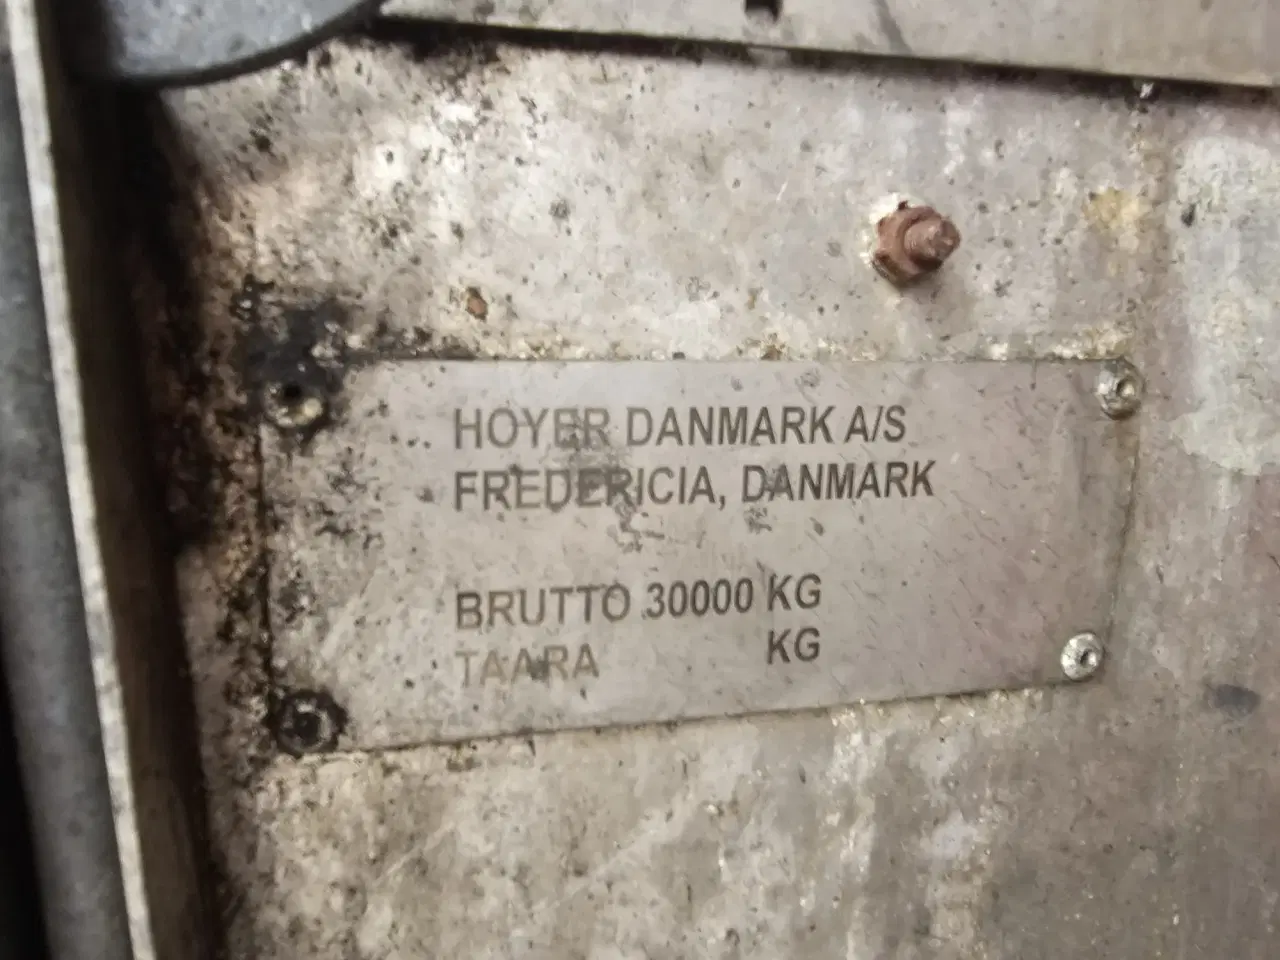 HOYER DANMARK A/S
FREDERICIA, DANMARK
BRUTTO 30000 KG
TAARA KG